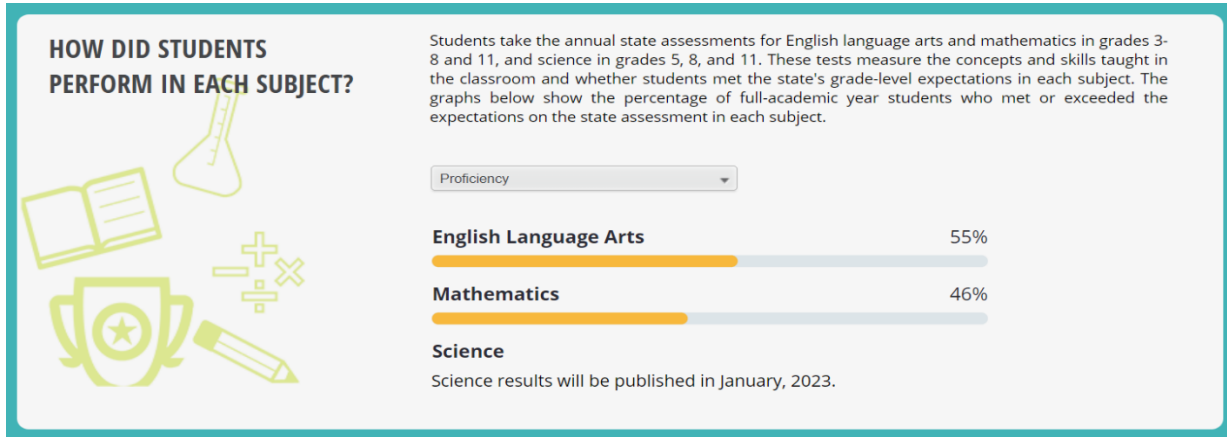 HOW DID STUDENTS
PERFORM IN EACH SUBJECT?
Students take the annual state assessments for English language arts and mathematics in grades 3-
8 and 11, and science in grades 5, 8, and 11. These tests measure the concepts and skills taught in
the classroom and whether students met the state's grade-level expectations in each subject. The
graphs below show the percentage of full-academic year students who met or exceeded the
expectations on the state assessment in each subject.
Proficiency
English Language Arts 55%
Mathematics 46%
Science
Science results will be published in January, 2023.